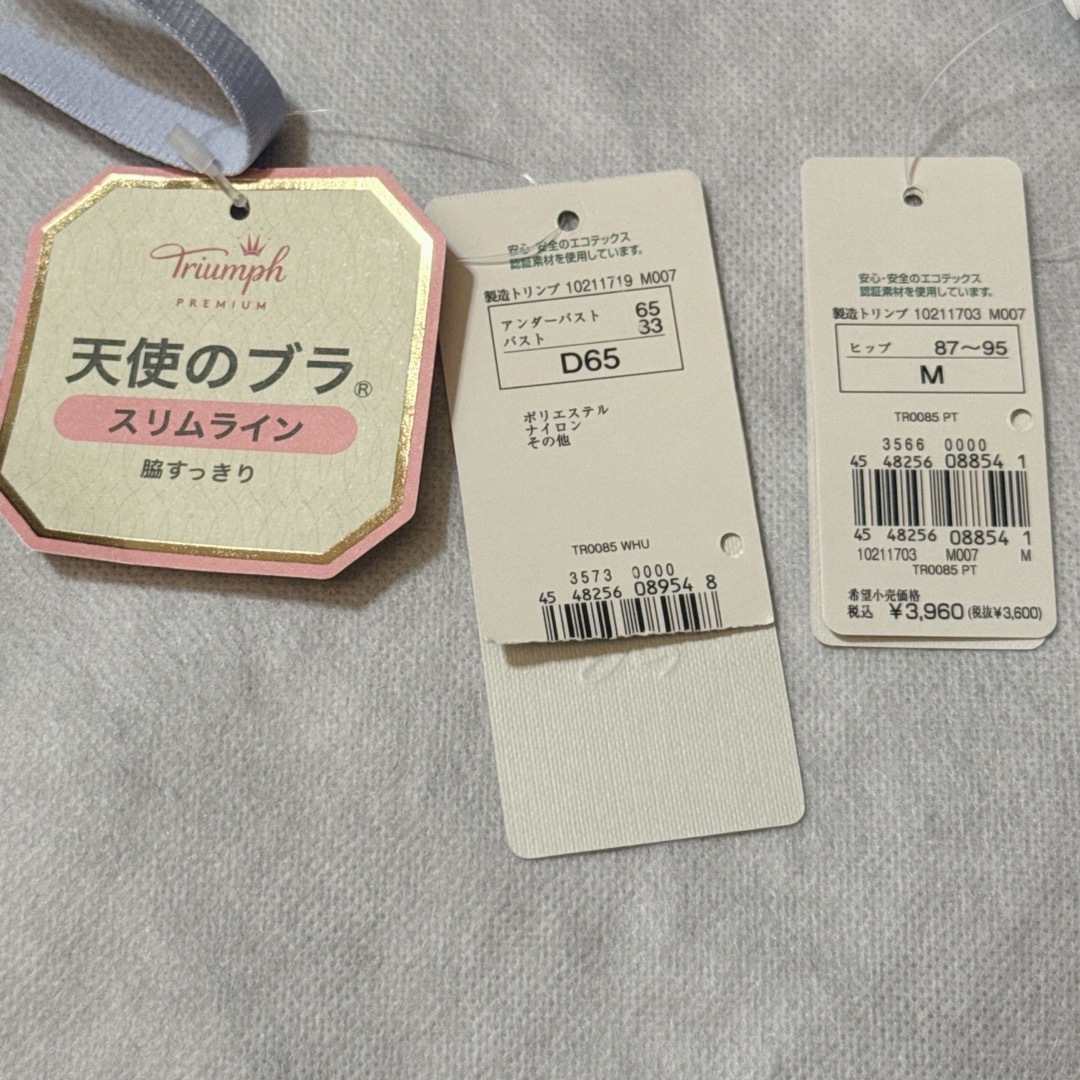 Triumph
PREMIUM
天使のブラ®
スリムライン
脇すっきり
安心・安全のエコテックス
認証素材を使用しています。
製造トリンプ 10211719 M007
アンダーバスト 65
バスト 33
D65
ポリエステル
ナイロン
その他
TR0085 WHU
3573 0000
45 48256 08954 8
安心・安全のエコテックス
認証素材を使用しています。
製造トリンプ 10211703 M007
ヒップ 87〜95
M
TR0085 PT
3566 0000
45 48256 08854 1
45 48256 08854 1
10211703 M007 M
TR0085 PT
希望小売価格
税込 ¥3,960 (税抜¥3,600)